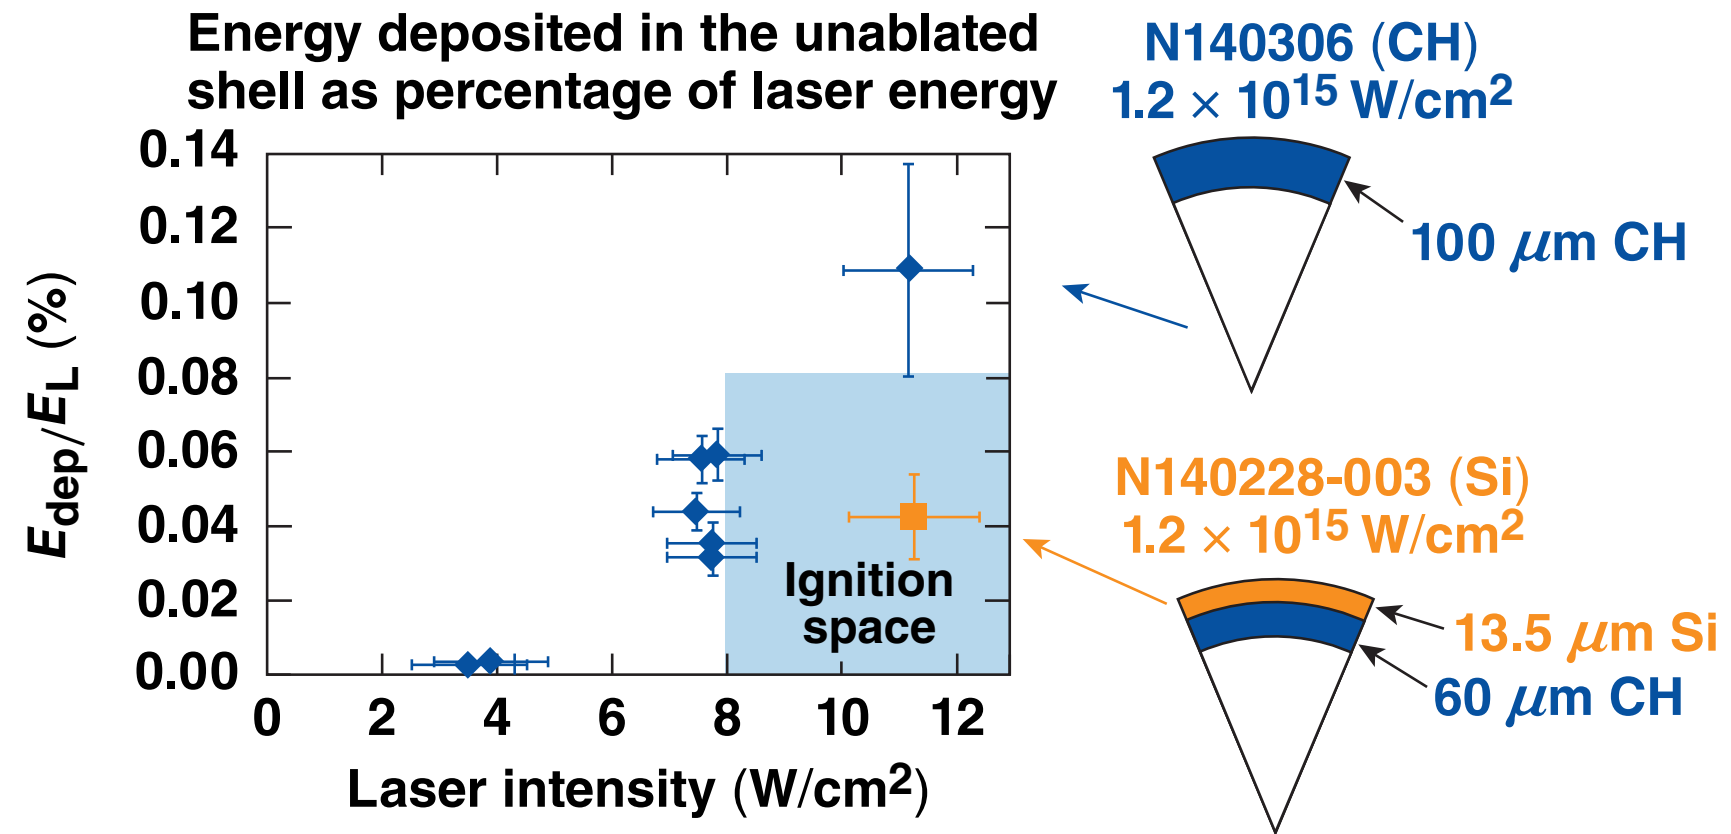 Energy deposited in the unablated
shell as percentage of laser energy
0.14
0.12
0.10
0.08
0.06
0.04
0.02
0.00
E_dep/E_L (%)
0 2 4 6 8 10 12
Laser intensity (W/cm²)
Ignition
space
N140306 (CH)
1.2 × 10¹⁵ W/cm²
100 μm CH
N140228-003 (Si)
1.2 × 10¹⁵ W/cm²
13.5 μm Si
60 μm CH